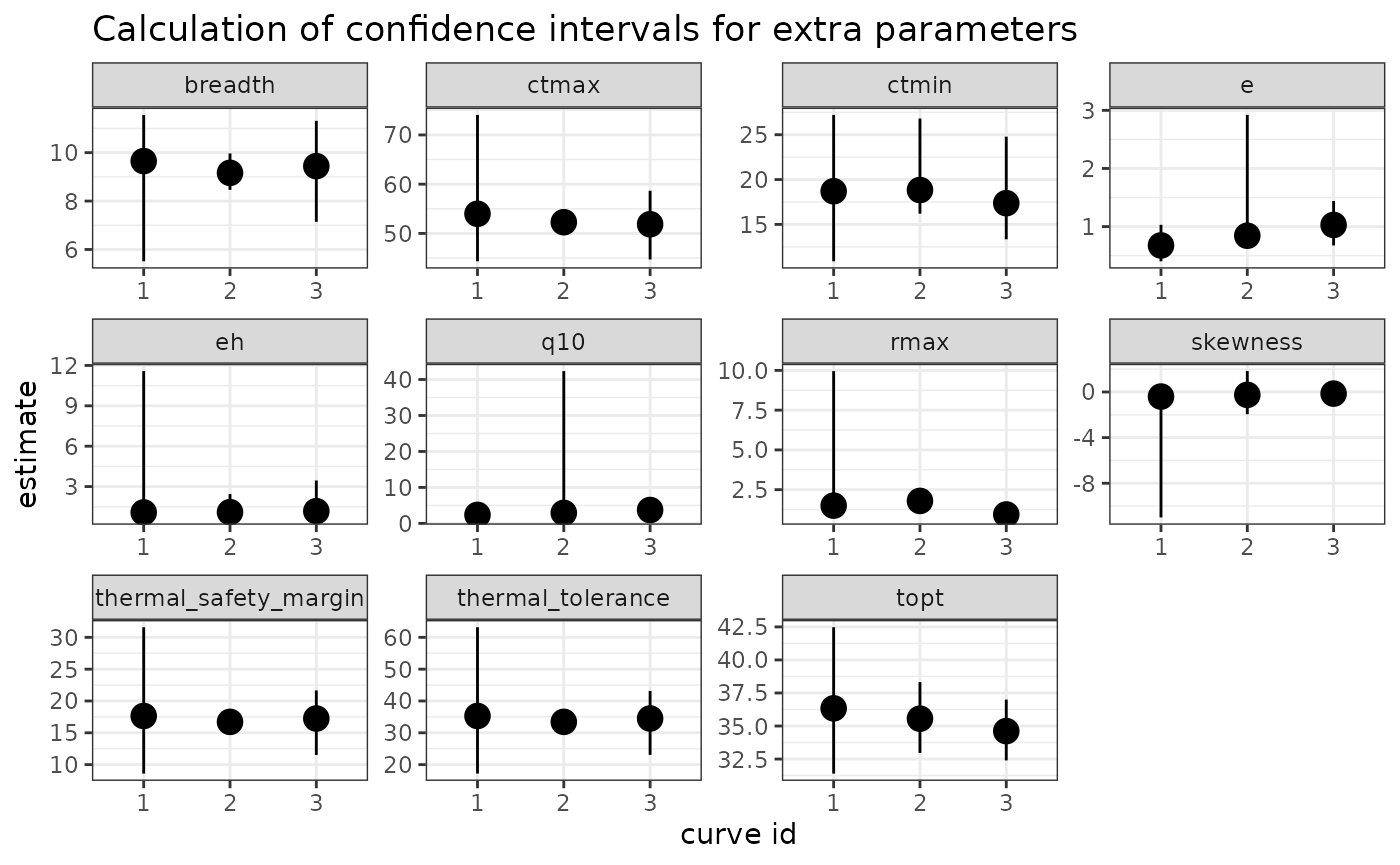 Calculation of confidence intervals for extra parameters
breadth
ctmax
ctmin
e
10
8
6
70
60
50
25
20
15
3
2
1
1 2 3
1 2 3
1 2 3
1 2 3
eh
q10
rmax
skewness
12
9
6
3
40
30
20
10
0
10.0
7.5
5.0
2.5
0
-4
-8
1 2 3
1 2 3
1 2 3
1 2 3
thermal_safety_margin
thermal_tolerance
topt
30
25
20
15
10
60
50
40
30
20
42.5
40.0
37.5
35.0
32.5
1 2 3
1 2 3
1 2 3
estimate
curve id